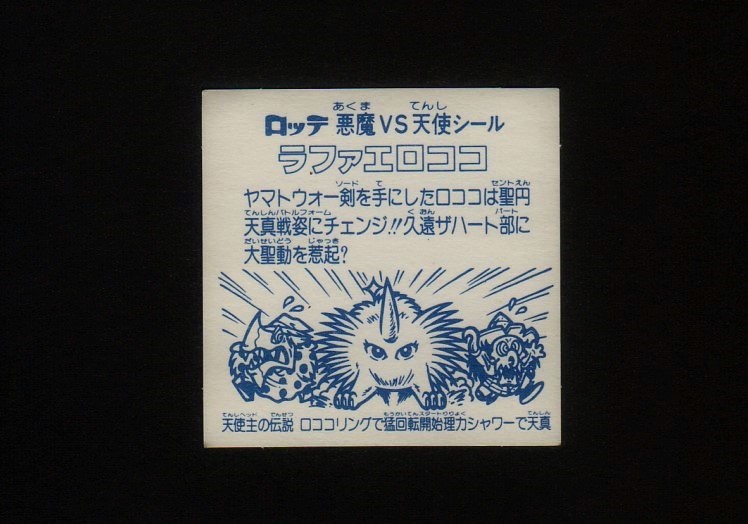 ロッテ 悪魔VS天使シール
ラファエロココ
ヤマトウォー剣を手にしたロココは聖円
天真戦姿にチェンジ!!久遠ザハート部に
大聖動を惹起?
天使主の伝説 ロココリングで猛回転開始理力シャワーで天真